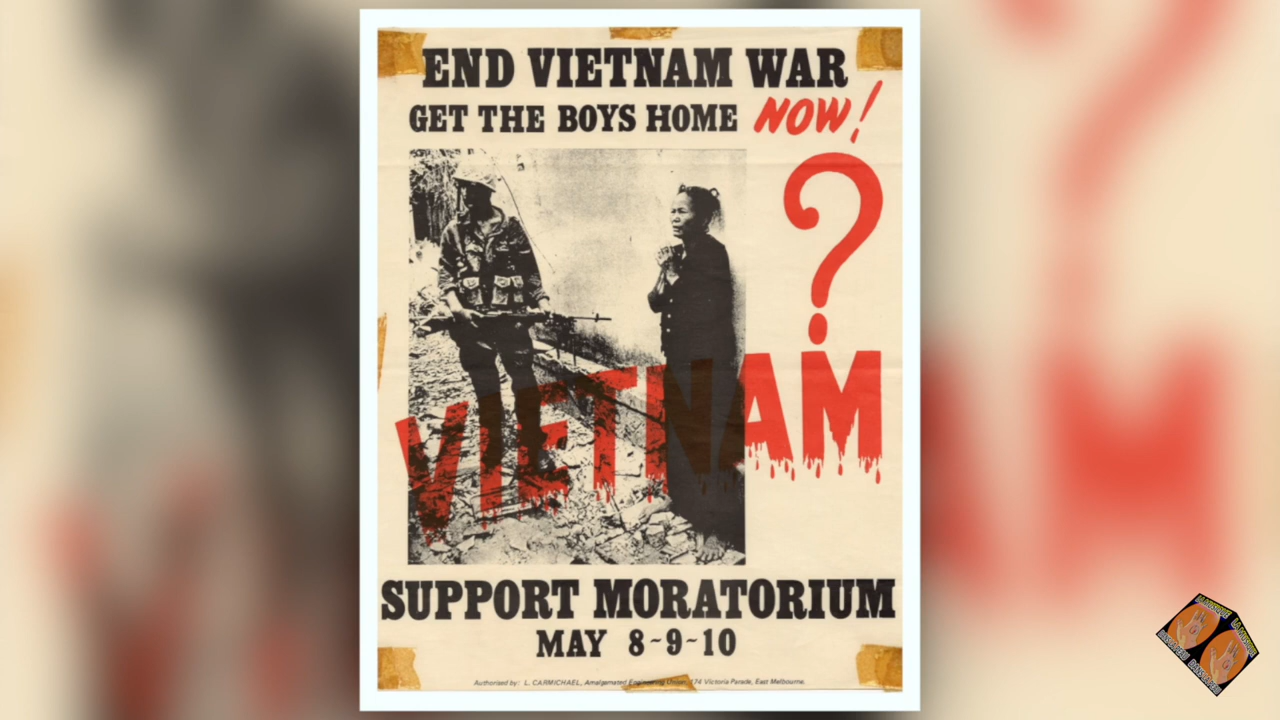 END VIETNAM WAR
GET THE BOYS HOME NOW!
?
VIETNAM
SUPPORT MORATORIUM
MAY 8-9-10
Authorised by: L. CARMICHAEL, Amalgamated Engineering Union, 174 Victoria Parade, East Melbourne.